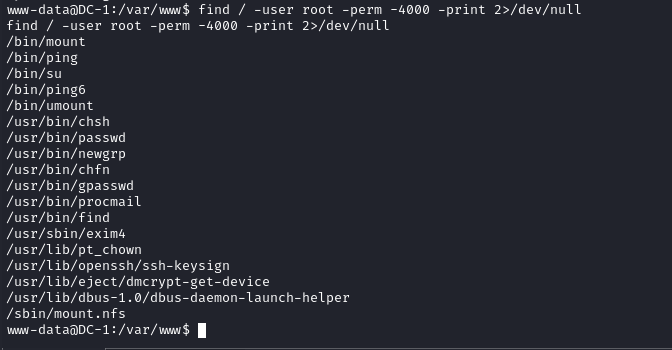 www-data@DC-1:/var/www$ find / -user root -perm -4000 -print 2>/dev/null
find / -user root -perm -4000 -print 2>/dev/null
/bin/mount
/bin/ping
/bin/su
/bin/ping6
/bin/umount
/usr/bin/chsh
/usr/bin/passwd
/usr/bin/newgrp
/usr/bin/chfn
/usr/bin/gpasswd
/usr/bin/procmail
/usr/bin/find
/usr/sbin/exim4
/usr/lib/pt_chown
/usr/lib/openssh/ssh-keysign
/usr/lib/eject/dmcrypt-get-device
/usr/lib/dbus-1.0/dbus-daemon-launch-helper
/sbin/mount.nfs
www-data@DC-1:/var/www$